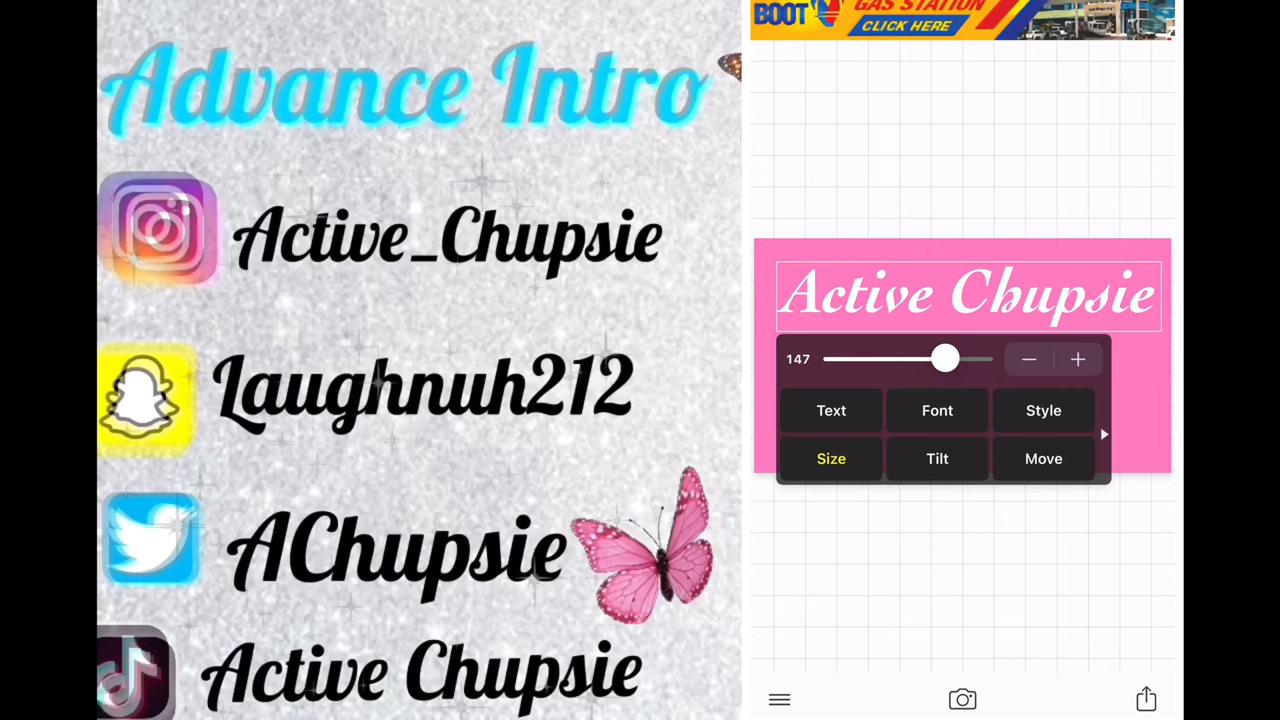 Advance Intro
Active_Chupsie
Laughnuh212
AChupsie
Active Chupsie
BOOT
GAS STATION
CLICK HERE
Active Chupsie
147
Text Font Style
Size Tilt Move